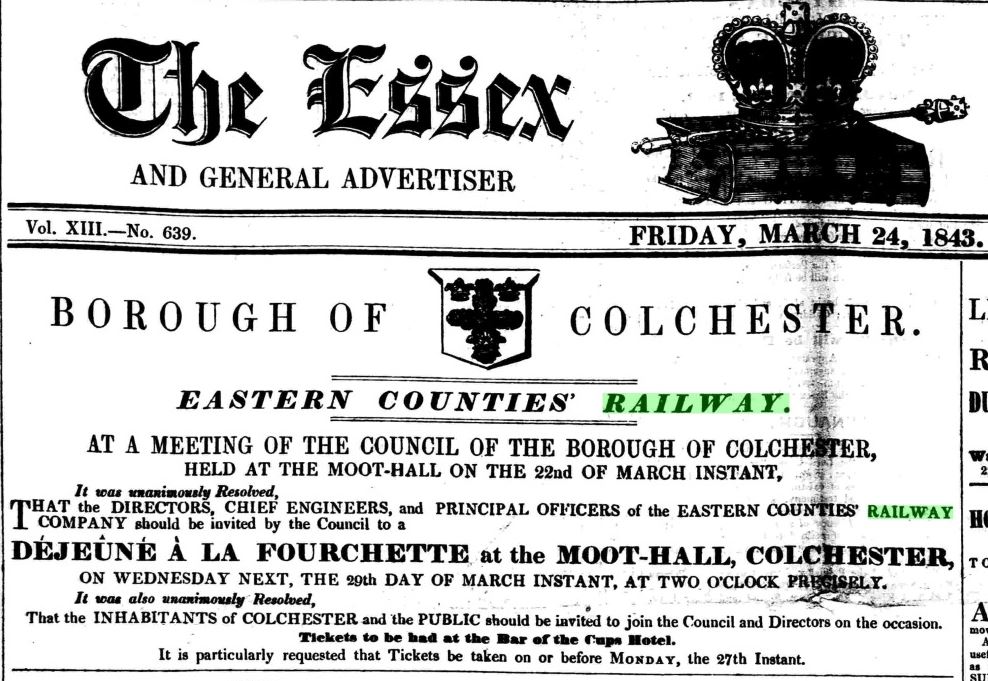 The Essex
AND GENERAL ADVERTISER
Vol. XIII.—No. 639.
FRIDAY, MARCH 24, 1843.
BOROUGH OF COLCHESTER.
EASTERN COUNTIES' RAILWAY.
AT A MEETING OF THE COUNCIL OF THE BOROUGH OF COLCHESTER,
HELD AT THE MOOT-HALL ON THE 22nd OF MARCH INSTANT,
It was unanimously Resolved,
THAT the DIRECTORS, CHIEF ENGINEERS, and PRINCIPAL OFFICERS of the EASTERN COUNTIES' RAILWAY
COMPANY should be invited by the Council to a
DÉJEÛNÉ À LA FOURCHETTE at the MOOT-HALL, COLCHESTER,
ON WEDNESDAY NEXT, THE 29th DAY OF MARCH INSTANT, AT TWO O'CLOCK PRECISELY.
It was also unanimously Resolved,
That the INHABITANTS of COLCHESTER and the PUBLIC should be invited to join the Council and Directors on the occasion.
Tickets to be had at the Bar of the Cups Hotel.
It is particularly requested that Tickets be taken on or before MONDAY, the 27th Instant.